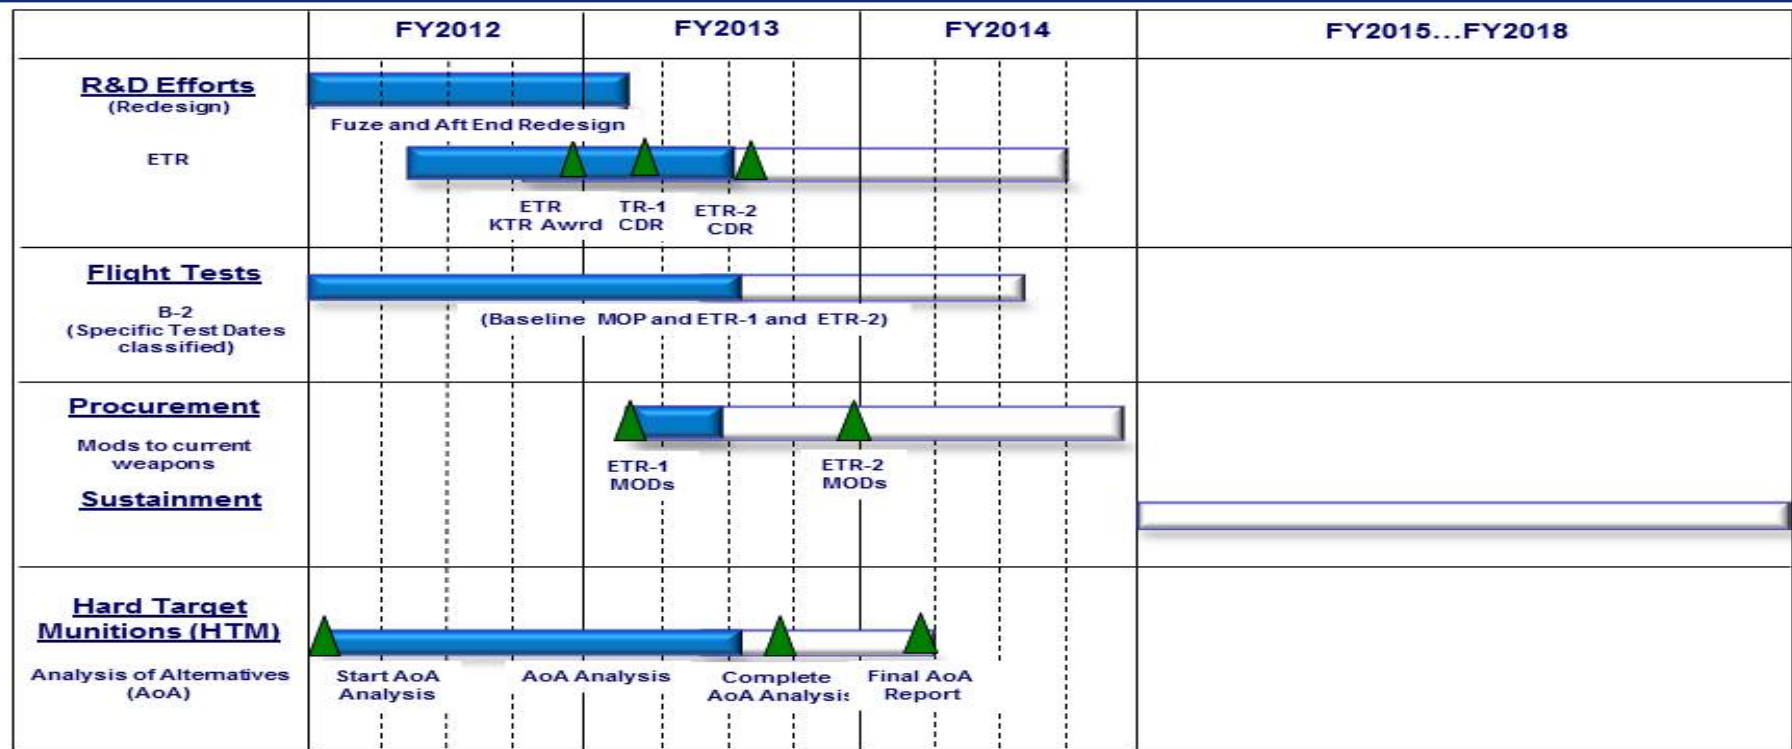 FY2012 FY2013 FY2014 FY2015...FY2018
R&D Efforts
(Redesign)
Fuze and Aft End Redesign
ETR
ETR
KTR Awrd
TR-1
CDR
ETR-2
CDR
Flight Tests
B-2
(Specific Test Dates
classified)
(Baseline MOP and ETR-1 and ETR-2)
Procurement
Mods to current
weapons
ETR-1
MODs
ETR-2
MODs
Sustainment
Hard Target
Munitions (HTM)
Analysis of Alternatives
(AoA)
Start AoA
Analysis
AoA Analysis
Complete
AoA Analysis
Final AoA
Report